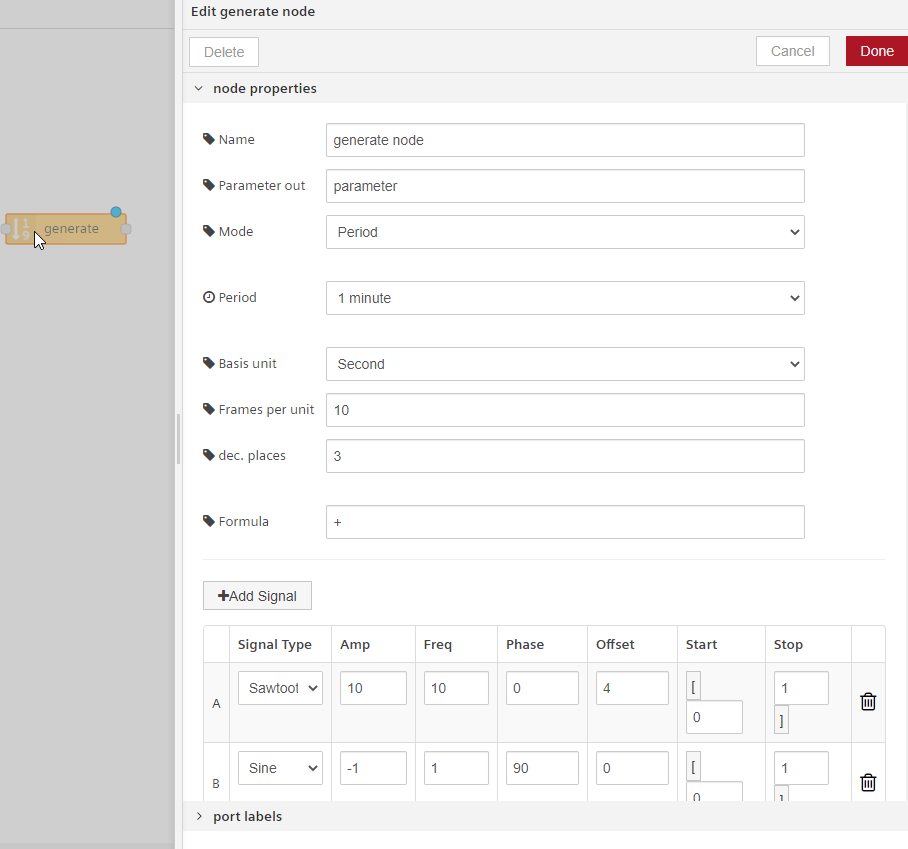 Edit generate node
Delete
Cancel
Done
node properties
Name
generate node
Parameter out
parameter
Mode
Period
Period
1 minute
Basis unit
Second
Frames per unit
10
dec. places
3
Formula
+
+Add Signal
Signal Type Amp Freq Phase Offset Start Stop
A Sawtoot 10 10 0 4 [ 0 1 ]
B Sine -1 1 90 0 [ 0 1 ]
port labels
1
9
generate